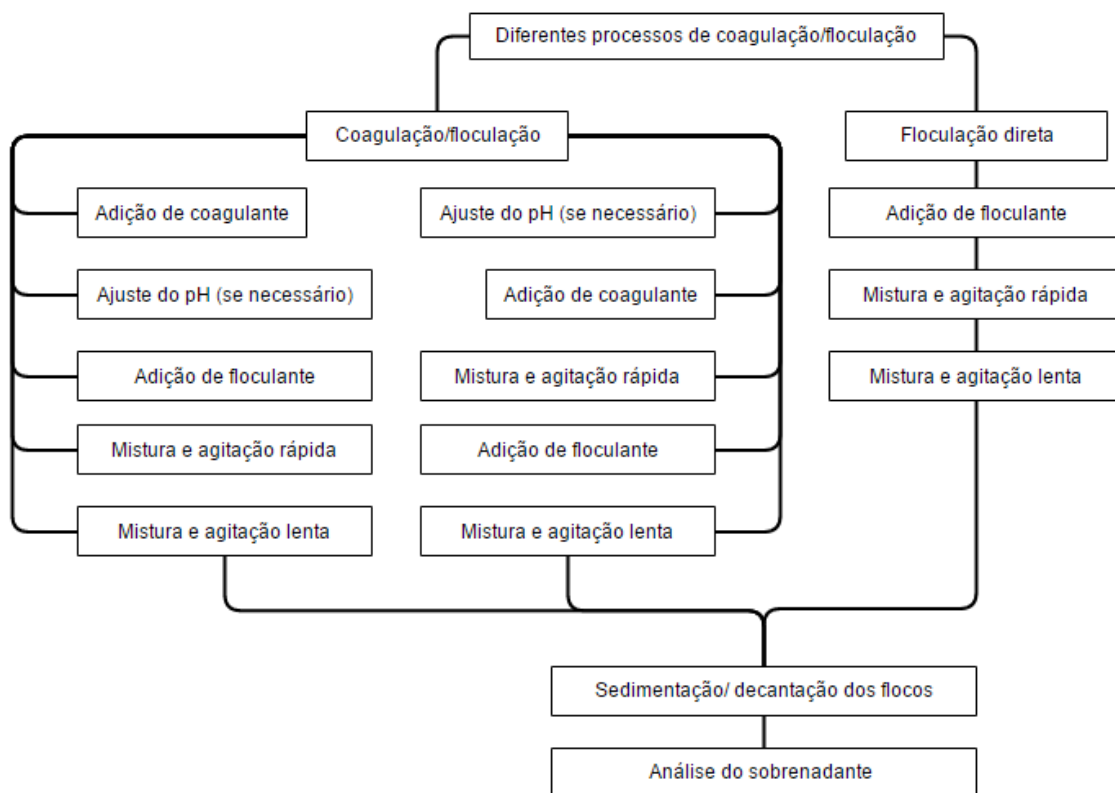 Diferentes processos de coagulação/floculação
Coagulação/floculação
Floculação direta
Adição de coagulante
Ajuste do pH (se necessário)
Adição de floculante
Ajuste do pH (se necessário)
Adição de coagulante
Mistura e agitação rápida
Adição de floculante
Mistura e agitação rápida
Mistura e agitação lenta
Mistura e agitação rápida
Adição de floculante
Mistura e agitação lenta
Mistura e agitação lenta
Sedimentação/ decantação dos flocos
Análise do sobrenadante